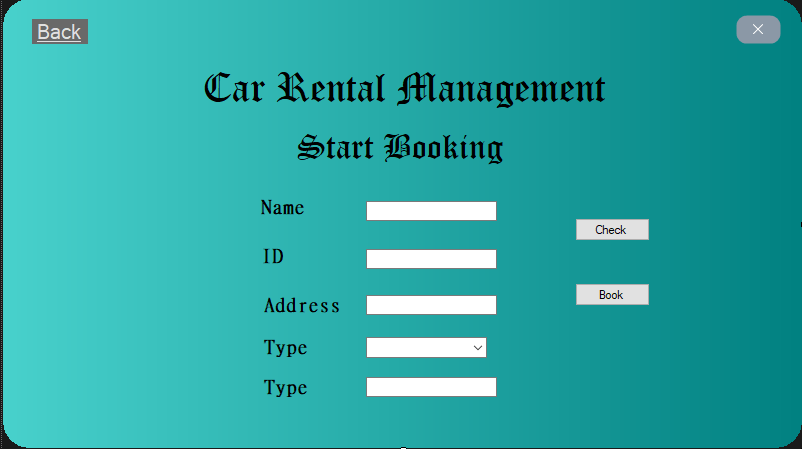 Back
Car Rental Management
Start Booking
Name
Check
ID
Book
Address
Type
Type